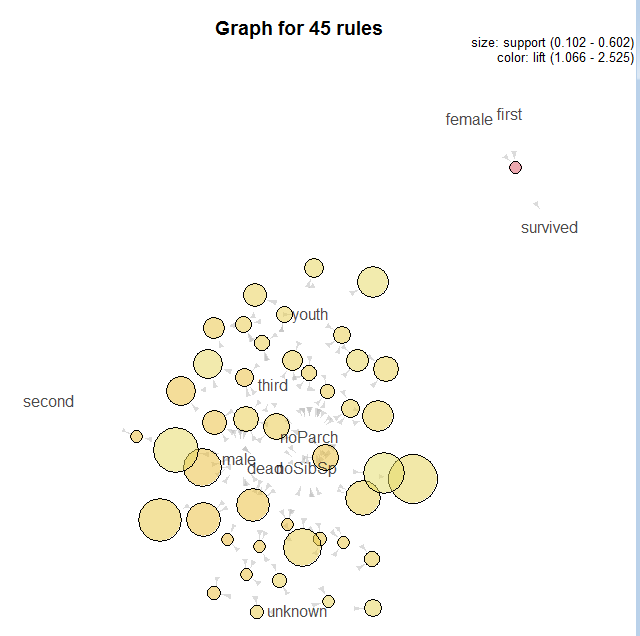 Graph for 45 rules
size: support (0.102 - 0.602)
color: lift (1.066 - 2.525)
female first
survived
youth
third
second
noParch
male
dead noSibSp
unknown